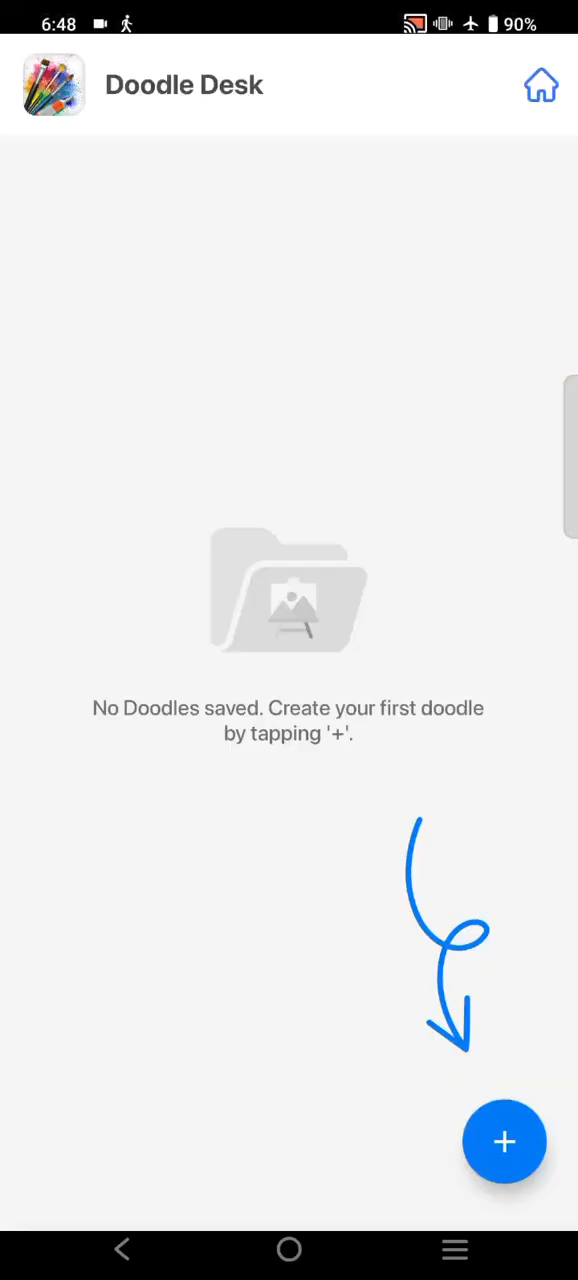 6:48
90%
Doodle Desk
No Doodles saved. Create your first doodle
by tapping '+'.